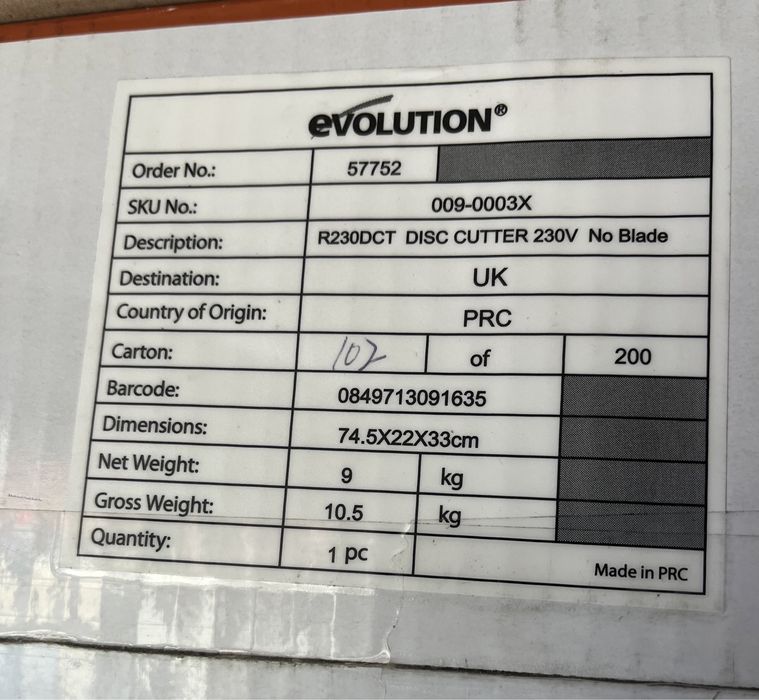 evolution®
Order No.: 57752
SKU No.: 009-0003X
Description: R230DCT DISC CUTTER 230V No Blade
Destination: UK
Country of Origin: PRC
Carton: 102 of 200
Barcode: 0849713091635
Dimensions: 74.5X22X33cm
Net Weight: 9 kg
Gross Weight: 10.5 kg
Quantity: 1 pc
Made in PRC